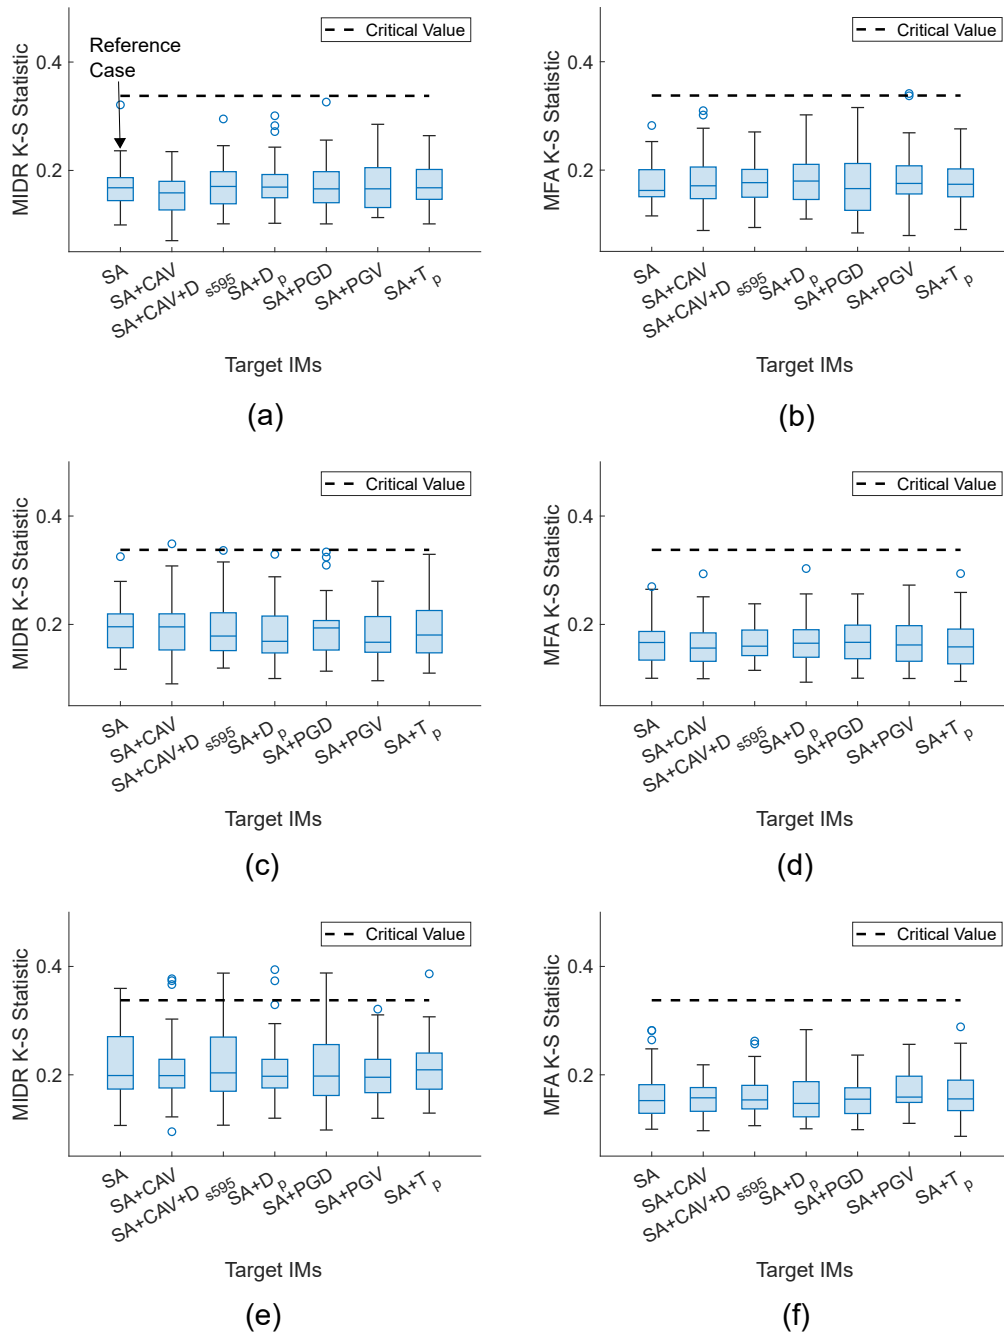 Critical Value
Reference
Case
0.4
0.2
MIDR K-S Statistic
SA
SA+CAV
SA+CAV+D s595
SA+D p
SA+PGD
SA+PGV
SA+T p
Target IMs
(a)
Critical Value
0.4
0.2
MFA K-S Statistic
SA
SA+CAV
SA+CAV+D s595
SA+D p
SA+PGD
SA+PGV
SA+T p
Target IMs
(b)
Critical Value
0.4
0.2
MIDR K-S Statistic
SA
SA+CAV
SA+CAV+D s595
SA+D p
SA+PGD
SA+PGV
SA+T p
Target IMs
(c)
Critical Value
0.4
0.2
MFA K-S Statistic
SA
SA+CAV
SA+CAV+D s595
SA+D p
SA+PGD
SA+PGV
SA+T p
Target IMs
(d)
Critical Value
0.4
0.2
MIDR K-S Statistic
SA
SA+CAV
SA+CAV+D s595
SA+D p
SA+PGD
SA+PGV
SA+T p
Target IMs
(e)
Critical Value
0.4
0.2
MFA K-S Statistic
SA
SA+CAV
SA+CAV+D s595
SA+D p
SA+PGD
SA+PGV
SA+T p
Target IMs
(f)